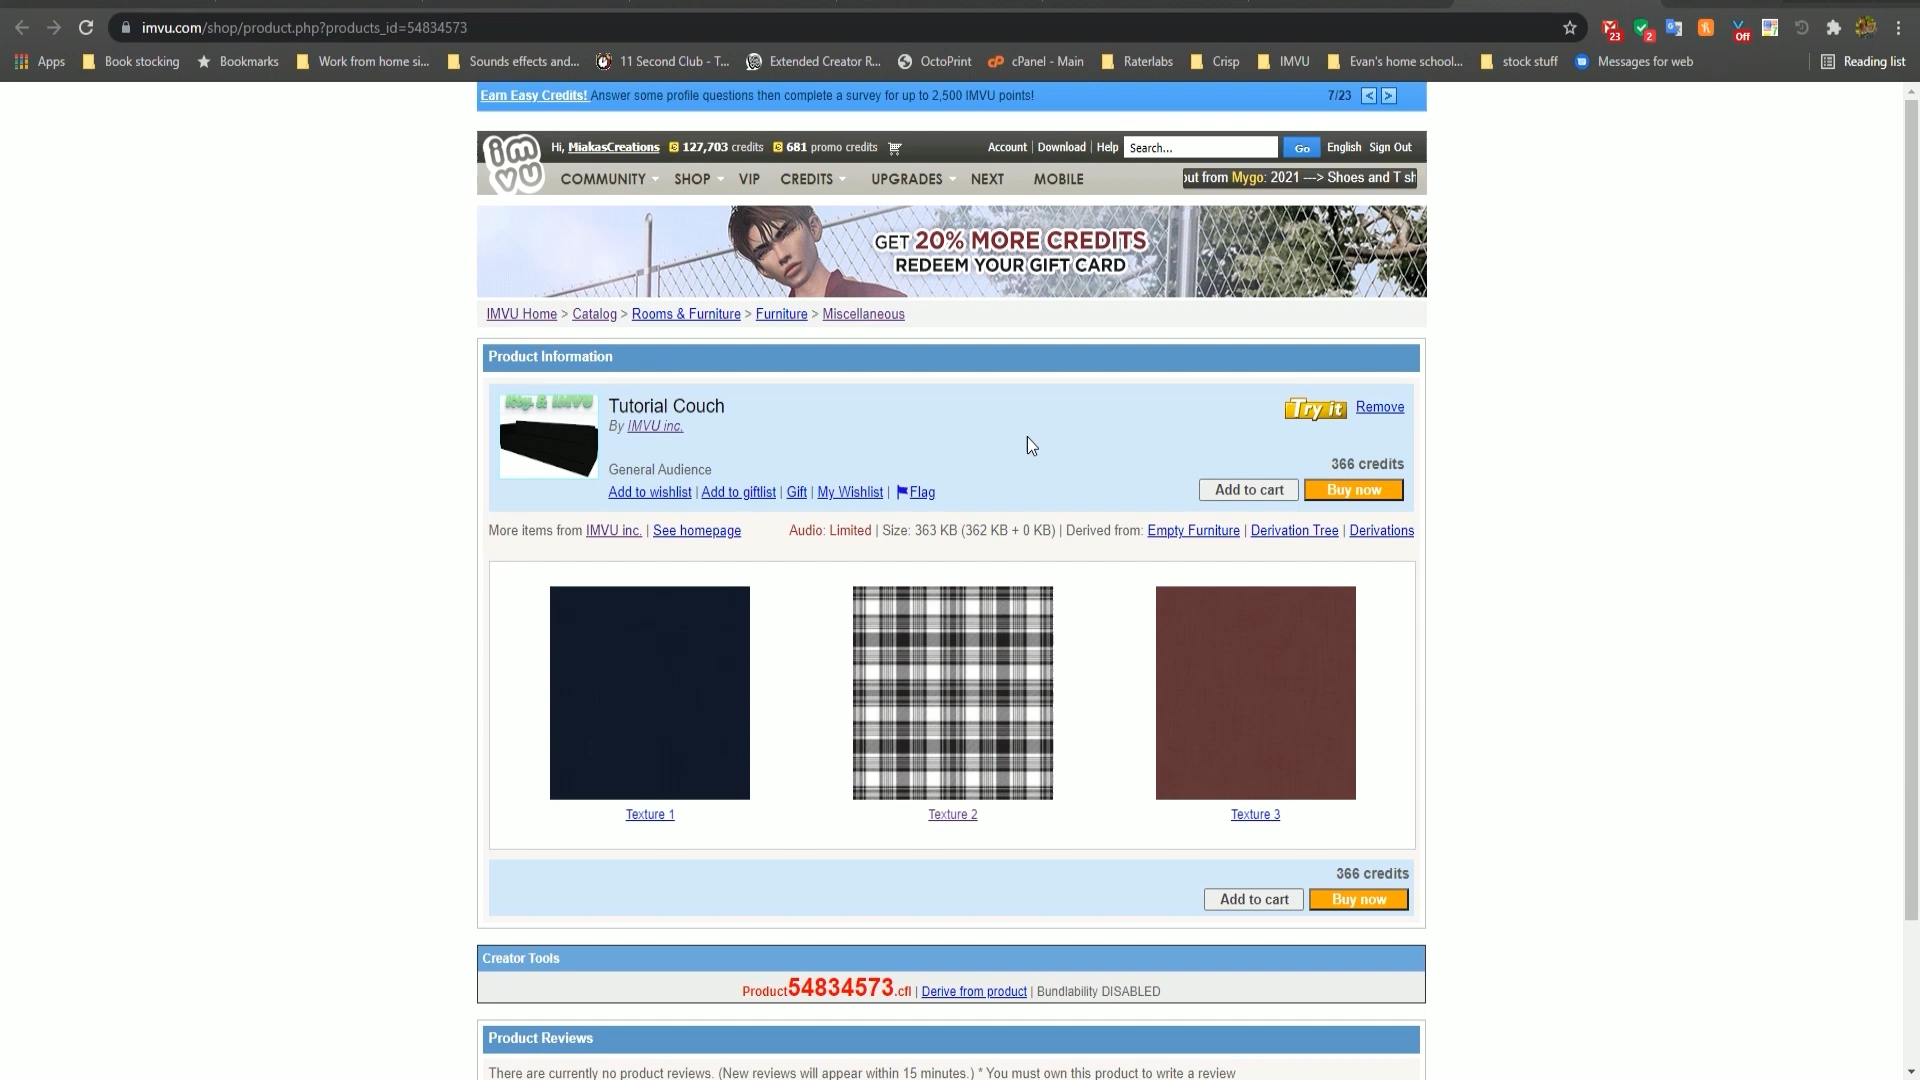 imvu.com/shop/product.php?products_id=54834573
23
2
Off
Apps
Book stocking
Bookmarks
Work from home si...
Sounds effects and...
11 Second Club - T...
Extended Creator R...
OctoPrint
cPanel - Main
Raterlabs
Crisp
IMVU
Evan's home school...
stock stuff
Messages for web
Reading list
Earn Easy Credits! Answer some profile questions then complete a survey for up to 2,500 IMVU points!
7/23 < >
imvu
Hi, MiakasCreations 127,703 credits 681 promo credits
Account | Download | Help Search... Go English Sign Out
COMMUNITY SHOP VIP CREDITS UPGRADES NEXT MOBILE
out from Mygo: 2021 ---> Shoes and T sh
GET 20% MORE CREDITS
REDEEM YOUR GIFT CARD
IMVU Home > Catalog > Rooms & Furniture > Furniture > Miscellaneous
Product Information
& IMVU
Tutorial Couch
By IMVU inc.
Try it Remove
General Audience
366 credits
Add to wishlist | Add to giftlist | Gift | My Wishlist | Flag
Add to cart Buy now
More items from IMVU inc. | See homepage
Audio: Limited | Size: 363 KB (362 KB + 0 KB) | Derived from: Empty Furniture | Derivation Tree | Derivations
Texture 1
Texture 2
Texture 3
366 credits
Add to cart Buy now
Creator Tools
Product54834573.cfl | Derive from product | Bundlability DISABLED
Product Reviews
There are currently no product reviews. (New reviews will appear within 15 minutes.) * You must own this product to write a review